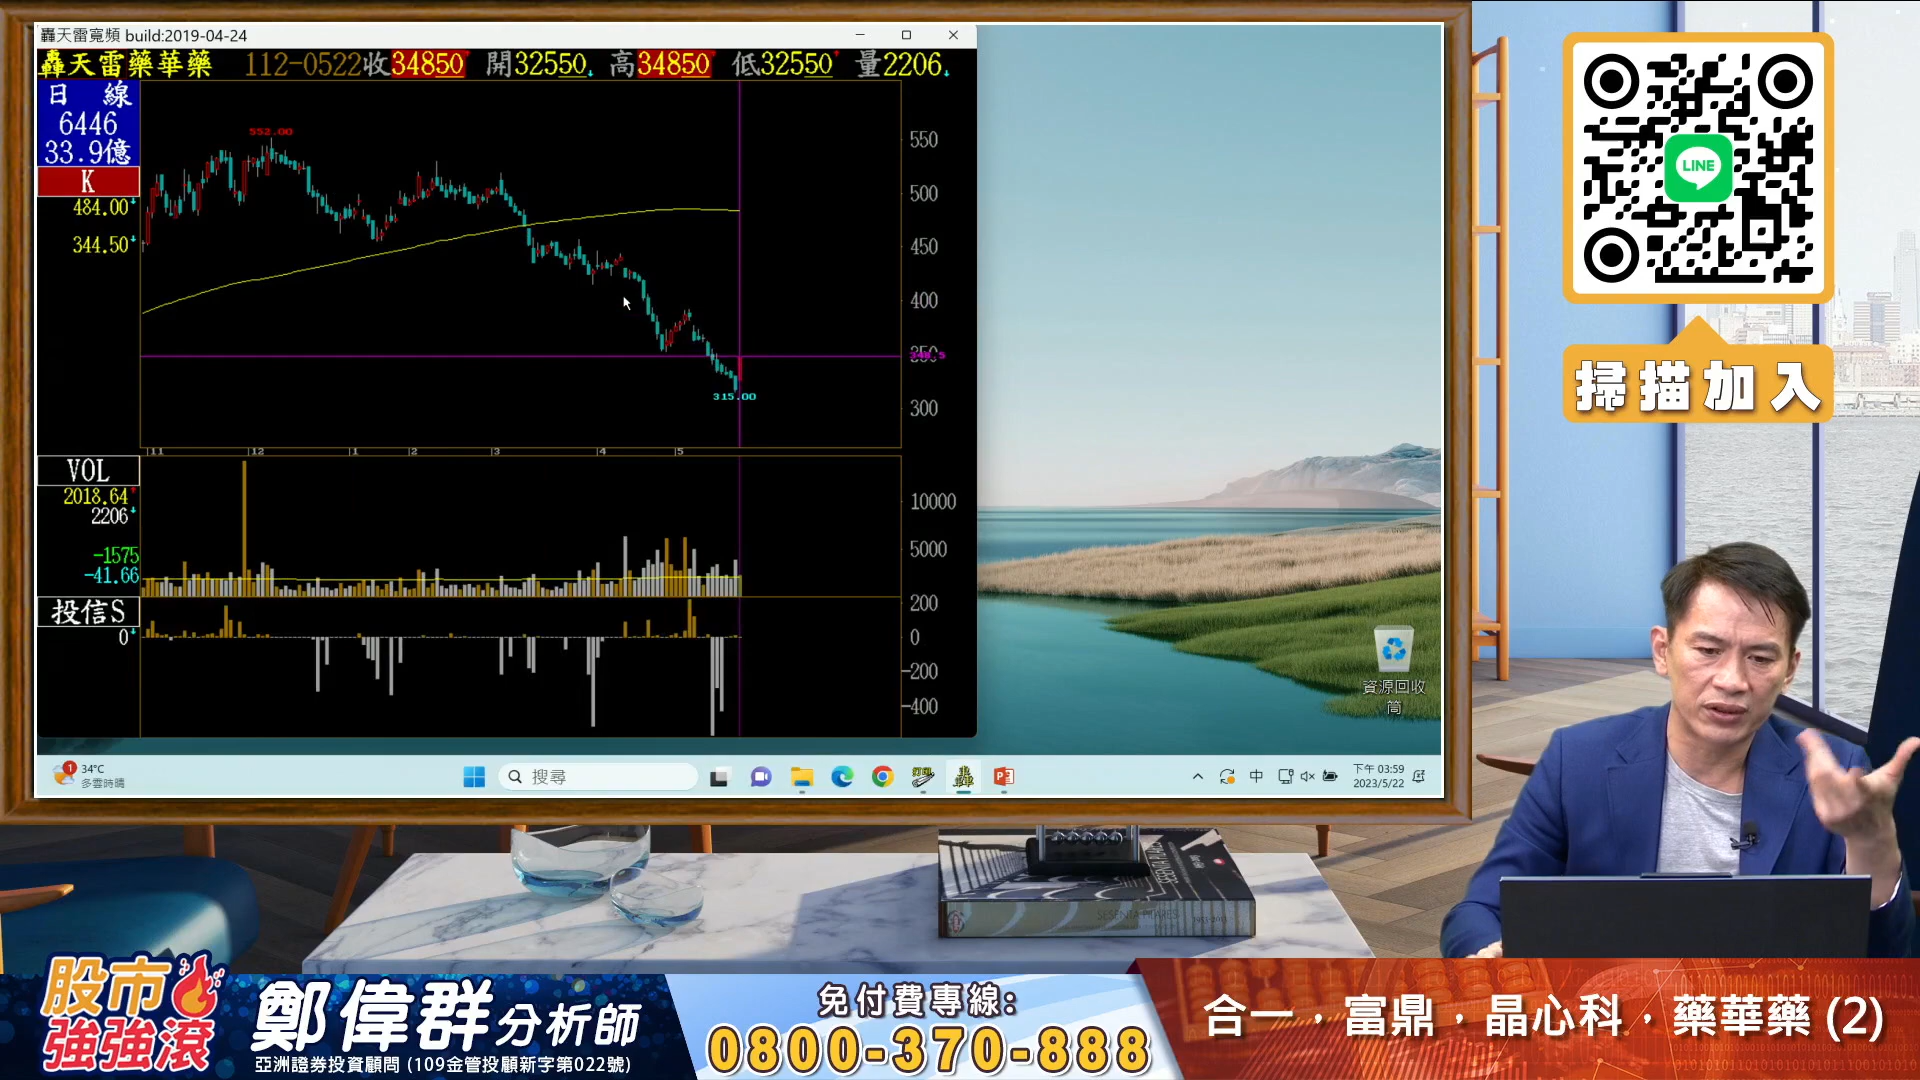 轟天雷寬頻 build:2019-04-24
轟天雷藥華藥 112-0522收34850 開32550 高34850 低32550 量2206
日 線
6446
33.9億
K
484.00
344.50
552.00
315.00
550
500
450
400
350
348.5
300
11 12 1 2 3 4 5
VOL
2018.64
2206
-1575
-41.66
10000
5000
投信S
0
200
0
-200
-400
資源回收
筒
1
34°C
多雲時晴
搜尋
中
下午 03:59
2023/5/22
LINE
掃描加入
SESENTA PILARES 1953-2013
股市
強強滾
鄭偉群分析師
亞洲證券投資顧問 (109金管投顧新字第022號)
免付費專線:
0800-370-888
合一，富鼎，晶心科，藥華藥 (2)